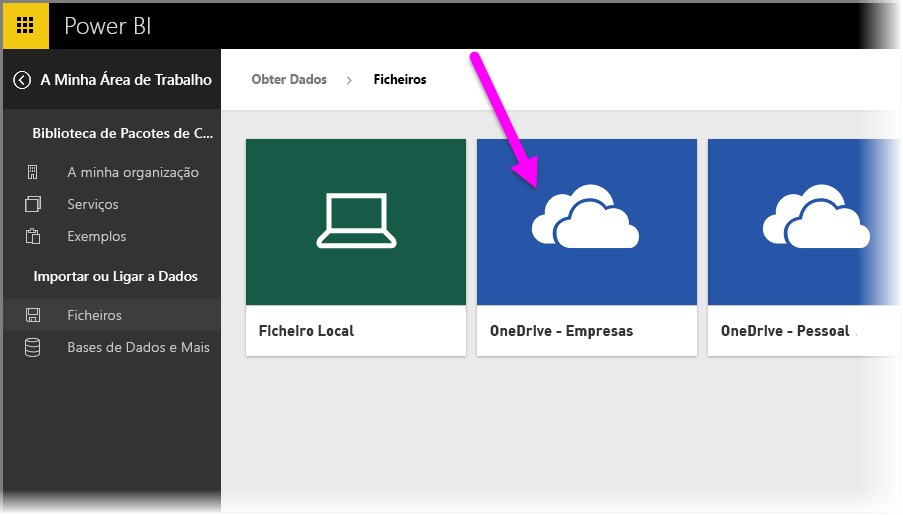 Power BI
A Minha Área de Trabalho
Obter Dados > Ficheiros
Biblioteca de Pacotes de C...
A minha organização
Serviços
Exemplos
Importar ou Ligar a Dados
Ficheiros
Bases de Dados e Mais
Ficheiro Local
OneDrive - Empresas
OneDrive - Pessoal